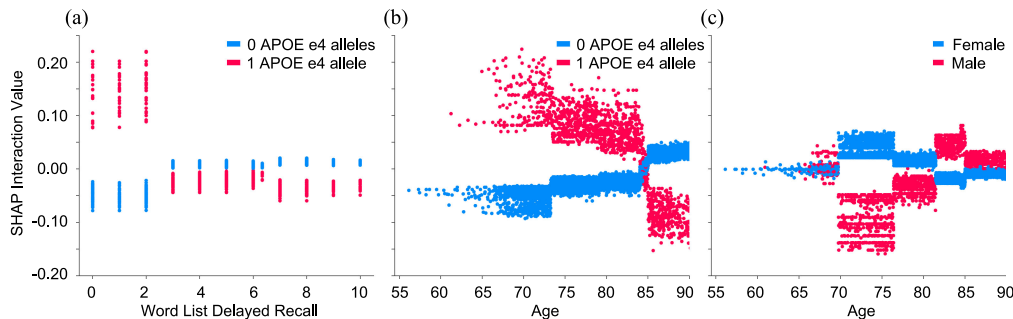 (a)
(b)
(c)
0 APOE e4 alleles
1 APOE e4 allele
0 APOE e4 alleles
1 APOE e4 allele
Female
Male
SHAP Interaction Value
0.20
0.10
0.00
-0.10
-0.20
0 2 4 6 8 10
Word List Delayed Recall
55 60 65 70 75 80 85 90
Age
55 60 65 70 75 80 85 90
Age